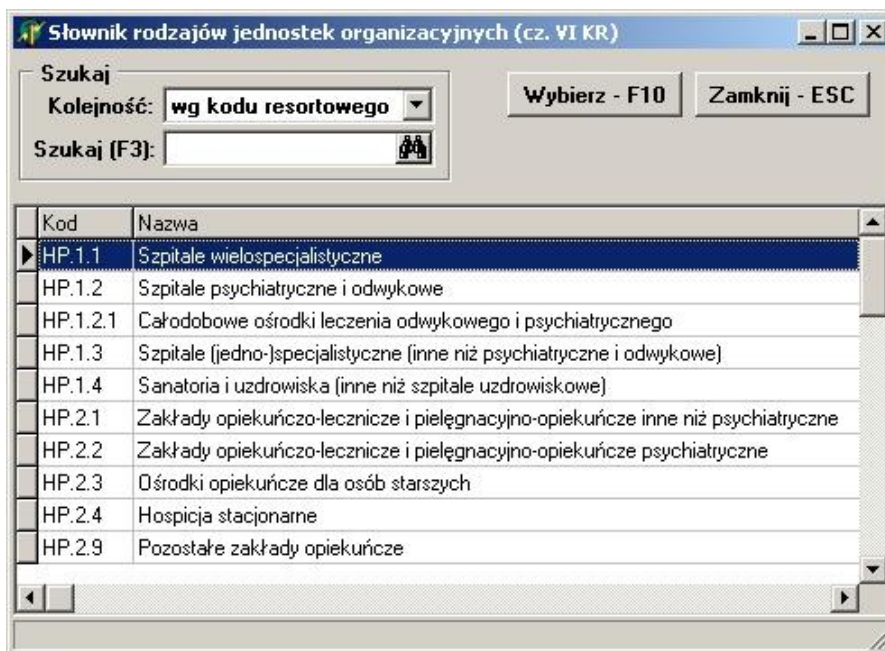 Słownik rodzajów jednostek organizacyjnych (cz. VI KR)
Szukaj
Kolejność: wg kodu resortowego
Wybierz - F10 Zamknij - ESC
Szukaj (F3):
Kod Nazwa
HP.1.1 Szpitale wielospecjalistyczne
HP.1.2 Szpitale psychiatryczne i odwykowe
HP.1.2.1 Całodobowe ośrodki leczenia odwykowego i psychiatrycznego
HP.1.3 Szpitale (jedno-)specjalistyczne (inne niż psychiatryczne i odwykowe)
HP.1.4 Sanatoria i uzdrowiska (inne niż szpitale uzdrowiskowe)
HP.2.1 Zakłady opiekuńczo-lecznicze i pielęgnacyjno-opiekuńcze inne niż psychiatryczne
HP.2.2 Zakłady opiekuńczo-lecznicze i pielęgnacyjno-opiekuńcze psychiatryczne
HP.2.3 Ośrodki opiekuńcze dla osób starszych
HP.2.4 Hospicja stacjonarne
HP.2.9 Pozostałe zakłady opiekuńcze